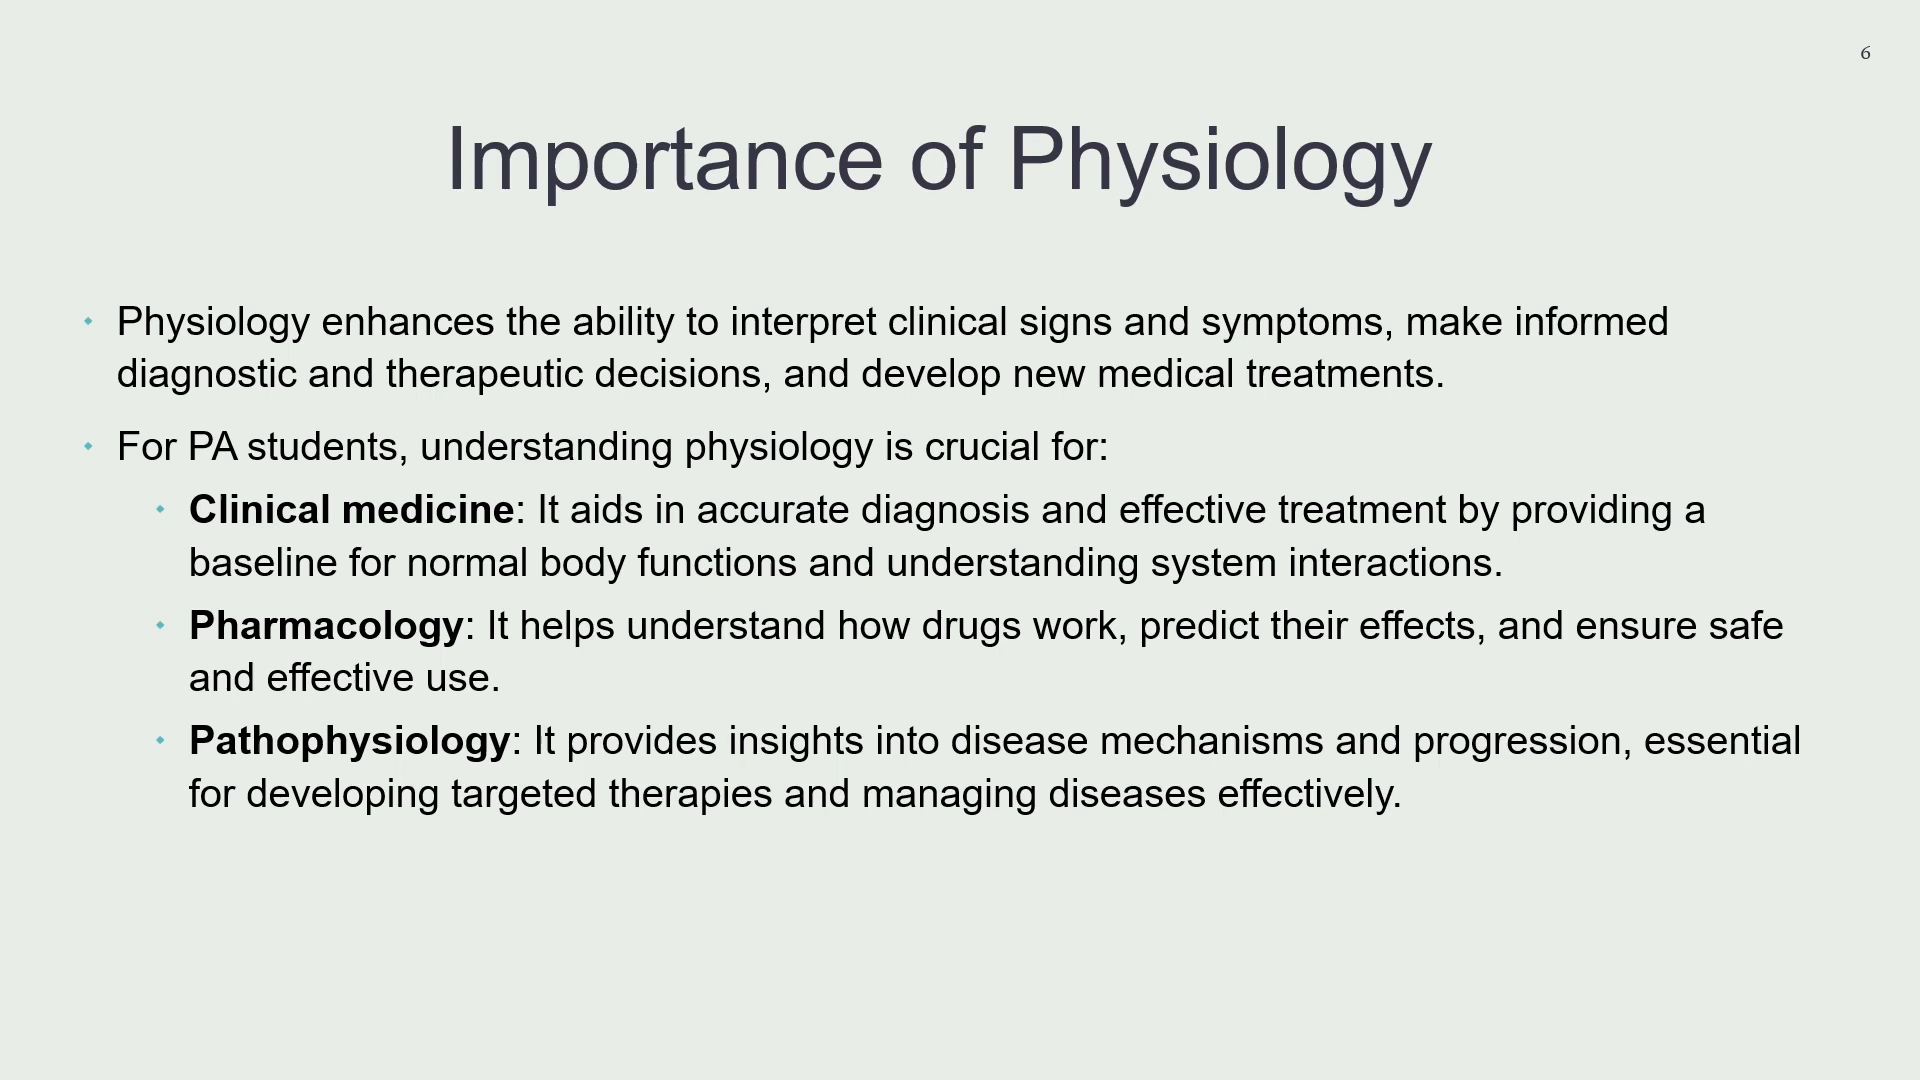 6
Importance of Physiology
Physiology enhances the ability to interpret clinical signs and symptoms, make informed
diagnostic and therapeutic decisions, and develop new medical treatments.
For PA students, understanding physiology is crucial for:
Clinical medicine: It aids in accurate diagnosis and effective treatment by providing a
baseline for normal body functions and understanding system interactions.
Pharmacology: It helps understand how drugs work, predict their effects, and ensure safe
and effective use.
Pathophysiology: It provides insights into disease mechanisms and progression, essential
for developing targeted therapies and managing diseases effectively.